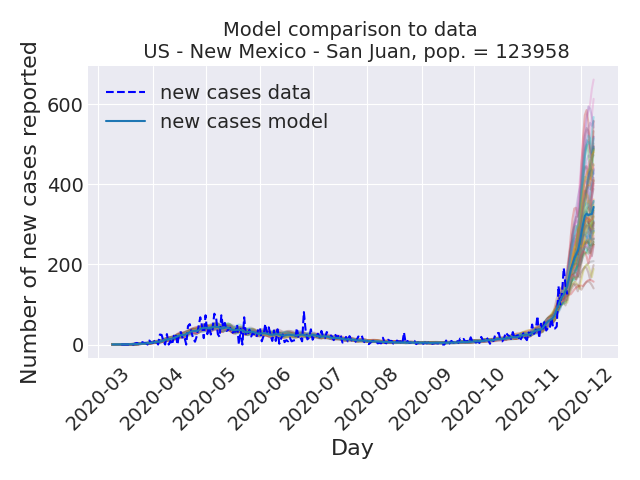 Model comparison to data
US - New Mexico - San Juan, pop. = 123958
Number of new cases reported
600
400
200
0
new cases data
new cases model
2020-03
2020-04
2020-05
2020-06
2020-07
2020-08
2020-09
2020-10
2020-11
2020-12
Day